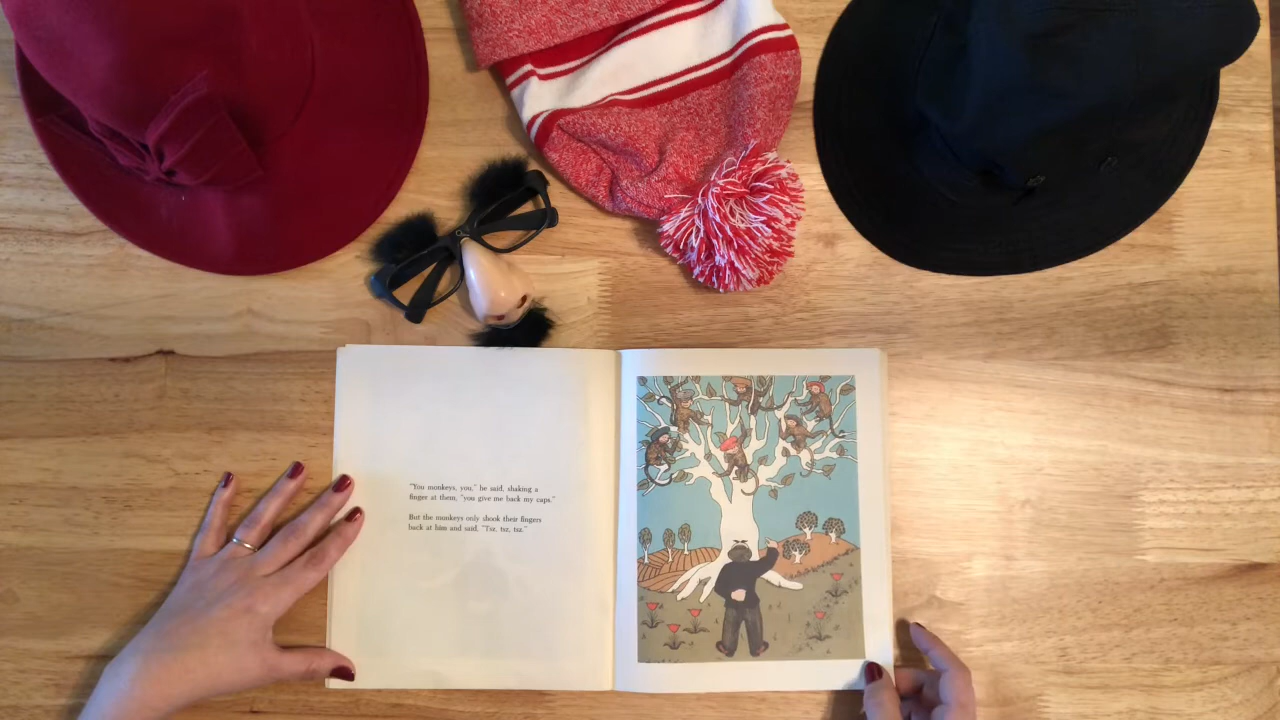 "You monkeys, you," he said, shaking a
finger at them, "you give me back my caps."
But the monkeys only shook their fingers
back at him and said, "Tsz, tsz, tsz."